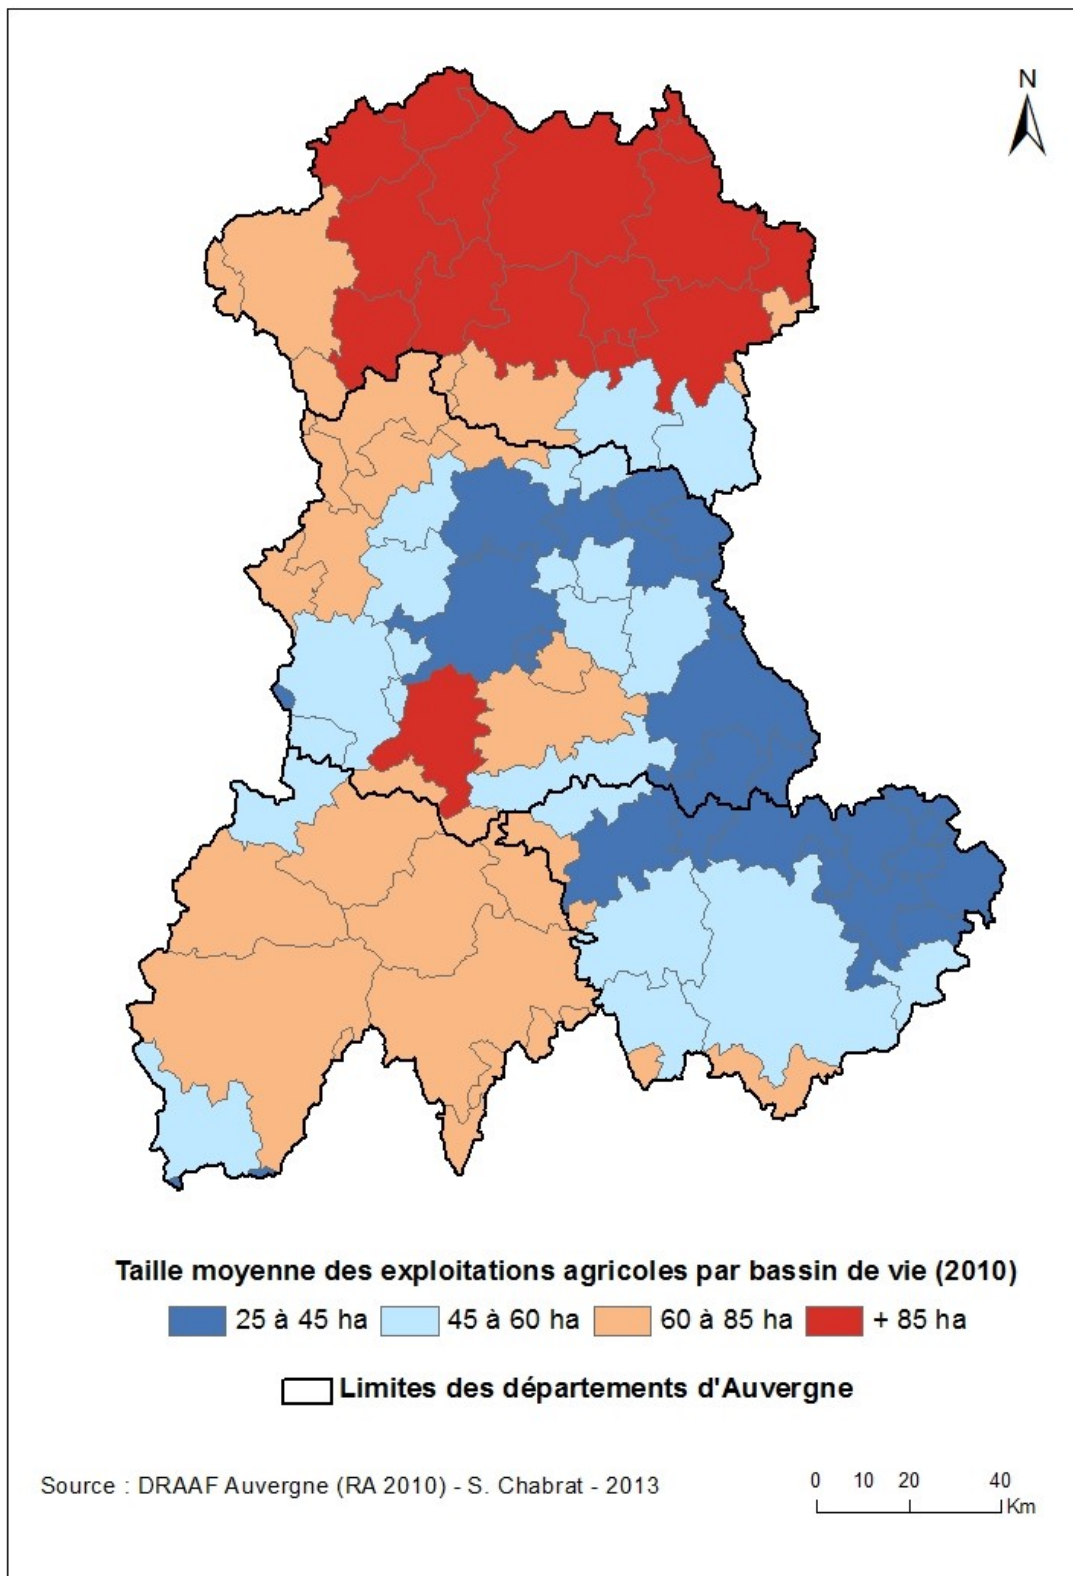 N
Taille moyenne des exploitations agricoles par bassin de vie (2010)
25 à 45 ha 45 à 60 ha 60 à 85 ha + 85 ha
Limites des départements d'Auvergne
Source : DRAAF Auvergne (RA 2010) - S. Chabrat - 2013
0 10 20 40
Km